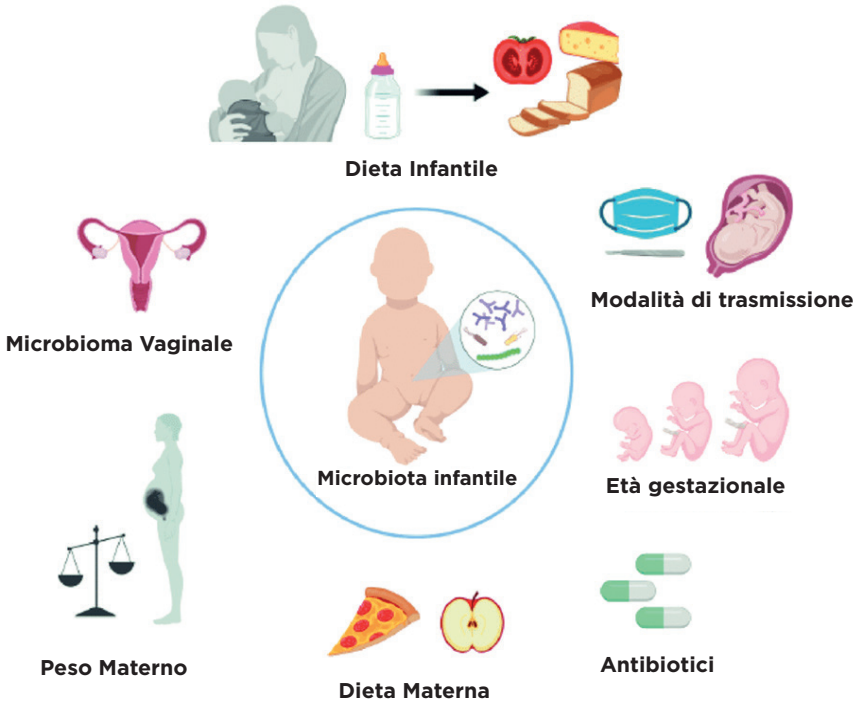 Dieta Infantile
Modalità di trasmissione
Microbioma Vaginale
Microbiota infantile
Età gestazionale
Peso Materno
Antibiotici
Dieta Materna